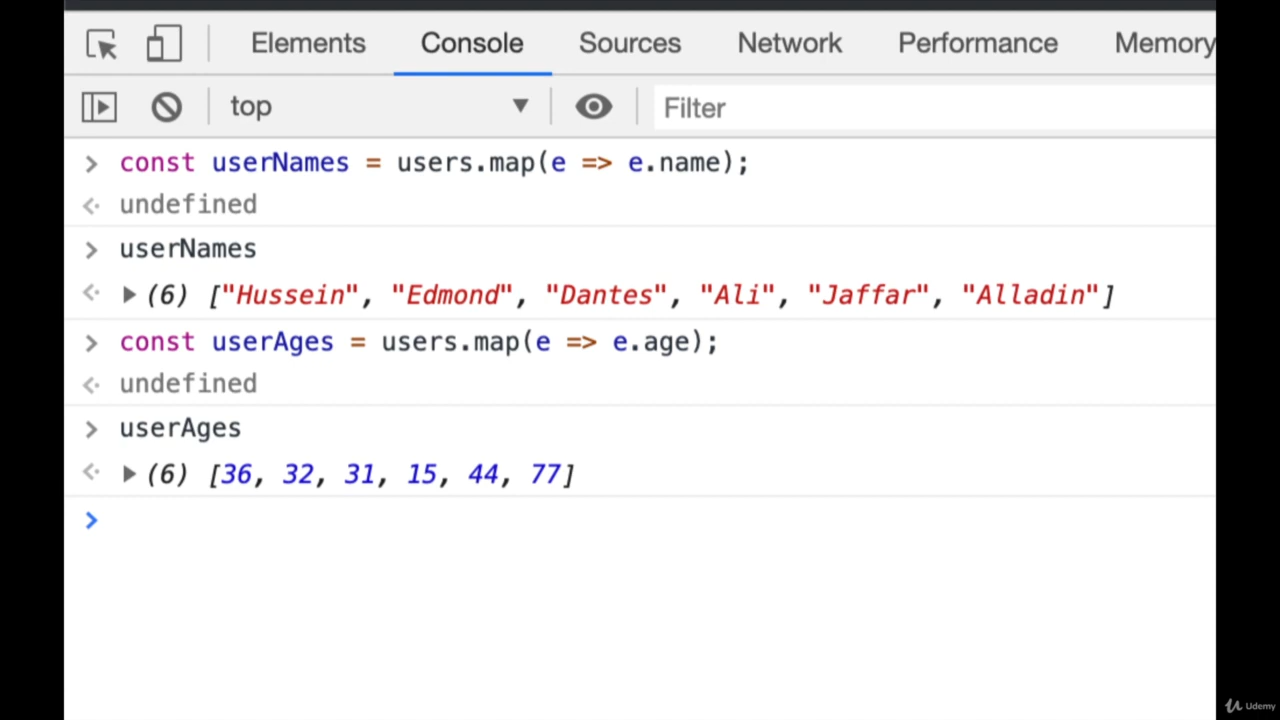 Elements Console Sources Network Performance Memory
top Filter
const userNames = users.map(e => e.name);
undefined
userNames
(6) ["Hussein", "Edmond", "Dantes", "Ali", "Jaffar", "Alladin"]
const userAges = users.map(e => e.age);
undefined
userAges
(6) [36, 32, 31, 15, 44, 77]
Udemy